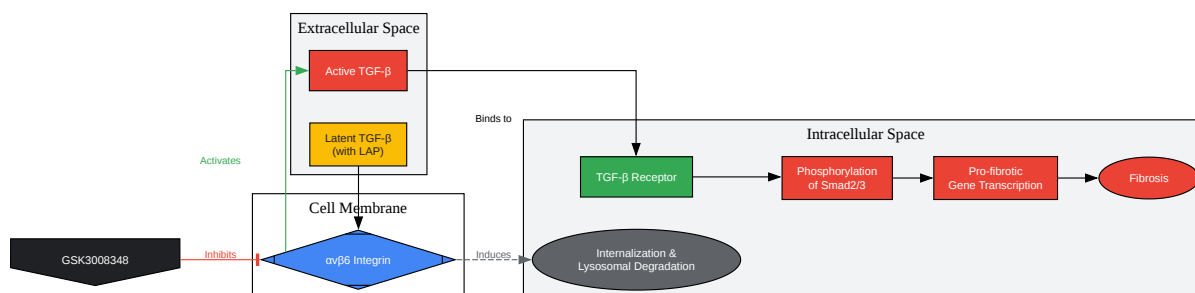 Extracellular Space
Active TGF-β
Latent TGF-β
(with LAP)
Activates
Binds to
Intracellular Space
TGF-β Receptor
Phosphorylation
of Smad2/3
Pro-fibrotic
Gene Transcription
Fibrosis
Cell Membrane
GSK3008348
Inhibits
αvβ6 Integrin
Induces
Internalization &
Lysosomal Degradation